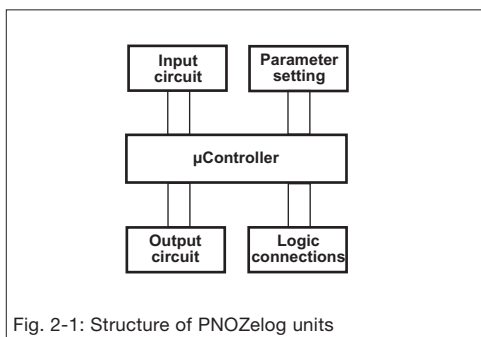 Input
circuit
Parameter
setting
µController
Output
circuit
Logic
connections
Fig. 2-1: Structure of PNOZelog units